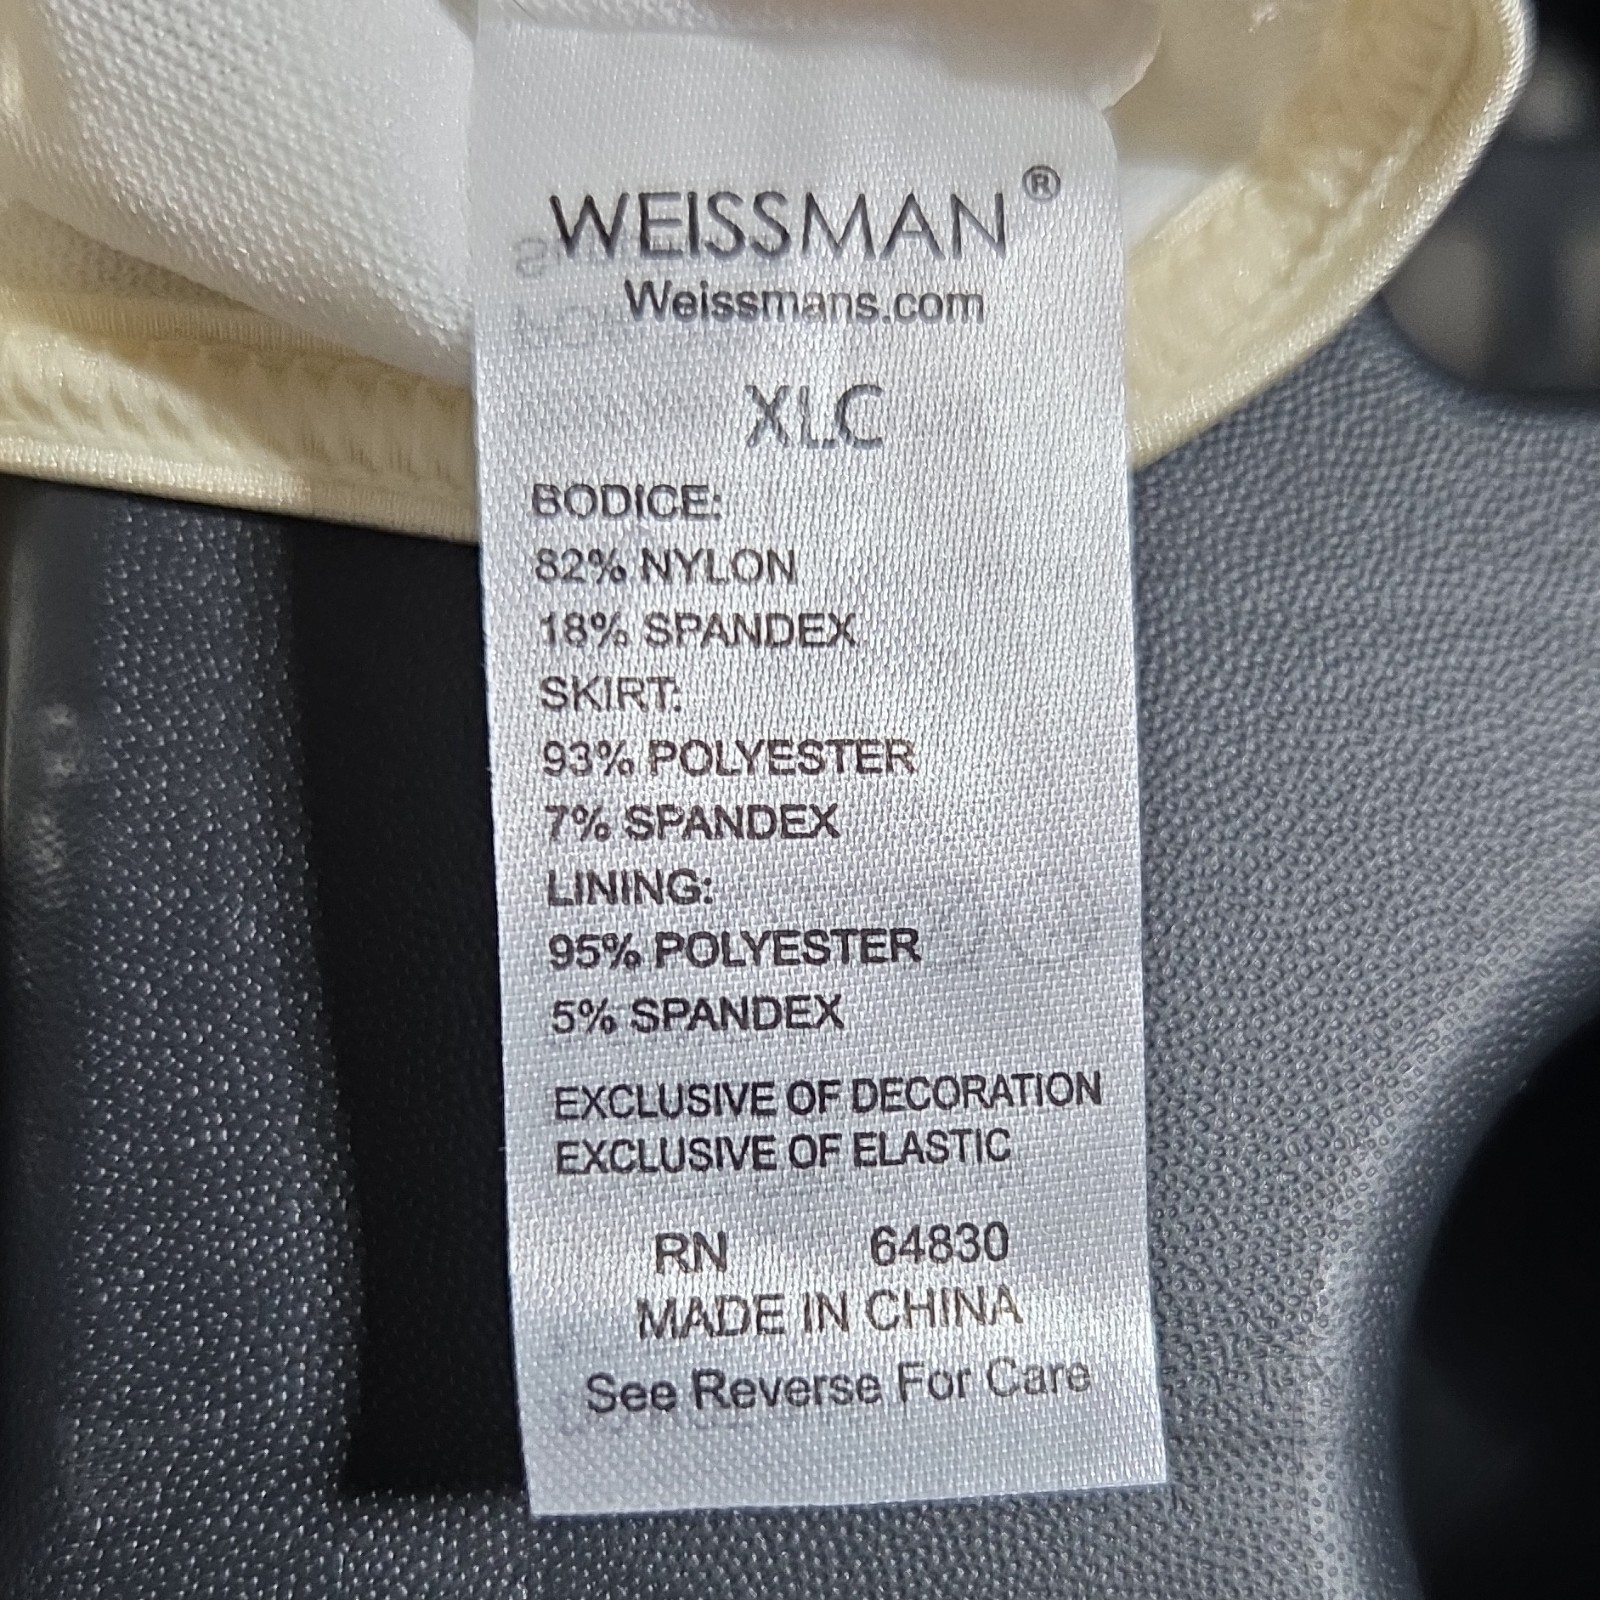 WEISSMAN®
Weissmans.com
XLC
BODICE:
82% NYLON
18% SPANDEX
SKIRT:
93% POLYESTER
7% SPANDEX
LINING:
95% POLYESTER
5% SPANDEX
EXCLUSIVE OF DECORATION
EXCLUSIVE OF ELASTIC
RN 64830
MADE IN CHINA
See Reverse For Care